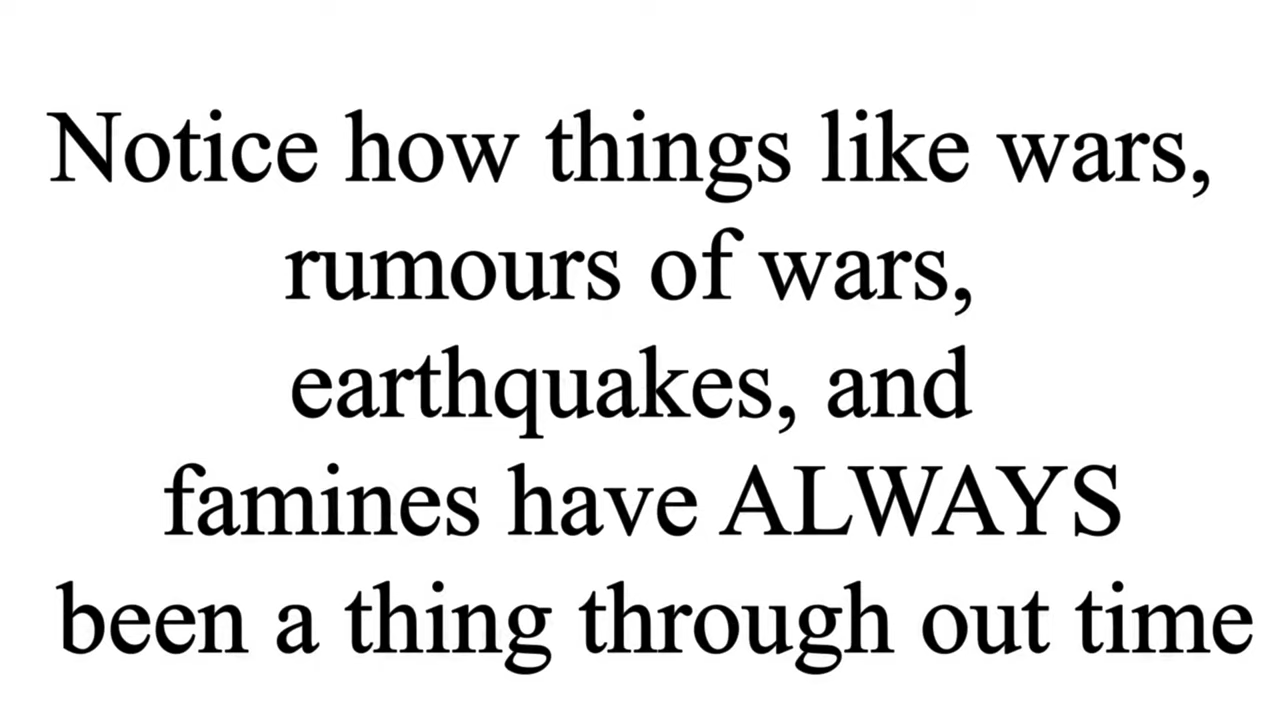 Notice how things like wars,
rumours of wars,
earthquakes, and
famines have ALWAYS
been a thing through out time